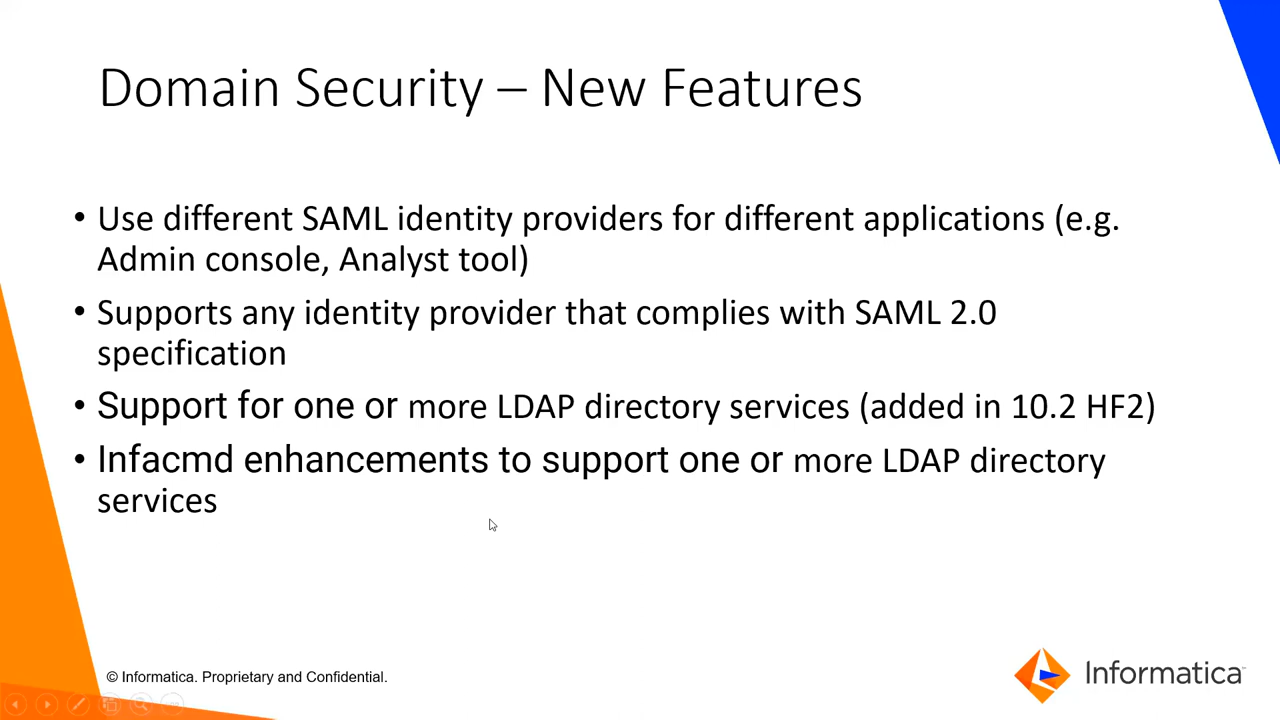 Domain Security – New Features
• Use different SAML identity providers for different applications (e.g.
Admin console, Analyst tool)
• Supports any identity provider that complies with SAML 2.0
specification
• Support for one or more LDAP directory services (added in 10.2 HF2)
• Infacmd enhancements to support one or more LDAP directory
services
© Informatica. Proprietary and Confidential.
Informatica™